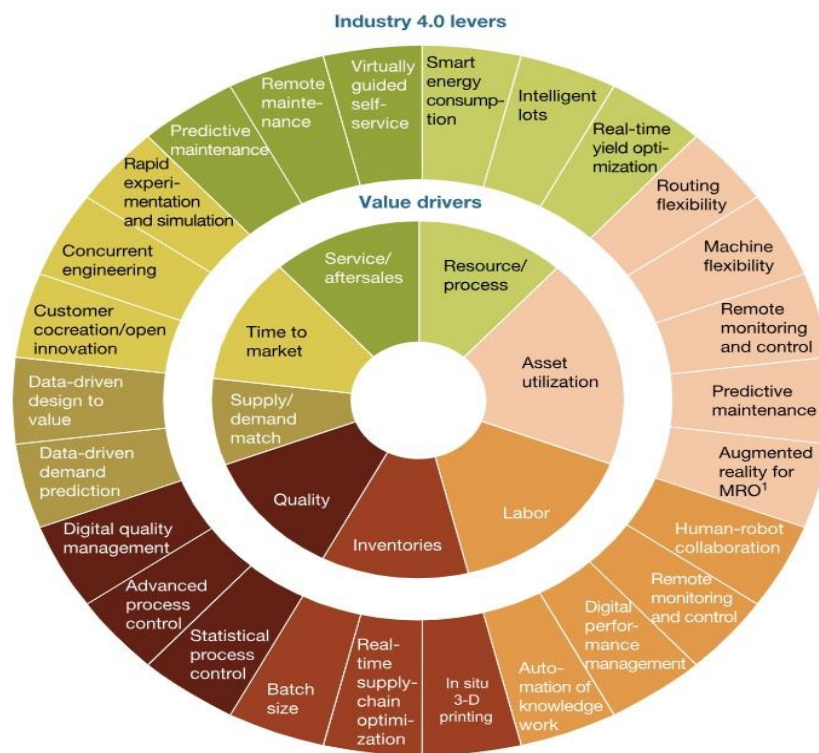 Industry 4.0 levers
Virtually
guided
self-
service
Smart
energy
consump-
tion
Intelligent
lots
Real-time
yield opti-
mization
Routing
flexibility
Machine
flexibility
Remote
monitoring
and control
Predictive
maintenance
Augmented
reality for
MRO¹
Human-robot
collaboration
Remote
monitoring
and control
Digital
perfor-
mance
management
Auto-
mation of
knowledge
work
In situ
3-D
printing
Real-
time
supply-
chain
optimi-
zation
Batch
size
Statistical
process
control
Advanced
process
control
Digital quality
management
Data-driven
demand
prediction
Data-driven
design to
value
Customer
cocreation/open
innovation
Concurrent
engineering
Rapid
experi-
mentation
and simulation
Predictive
maintenance
Remote
mainte-
nance
Value drivers
Service/
aftersales
Resource/
process
Asset
utilization
Labor
Inventories
Quality
Supply/
demand
match
Time to
market